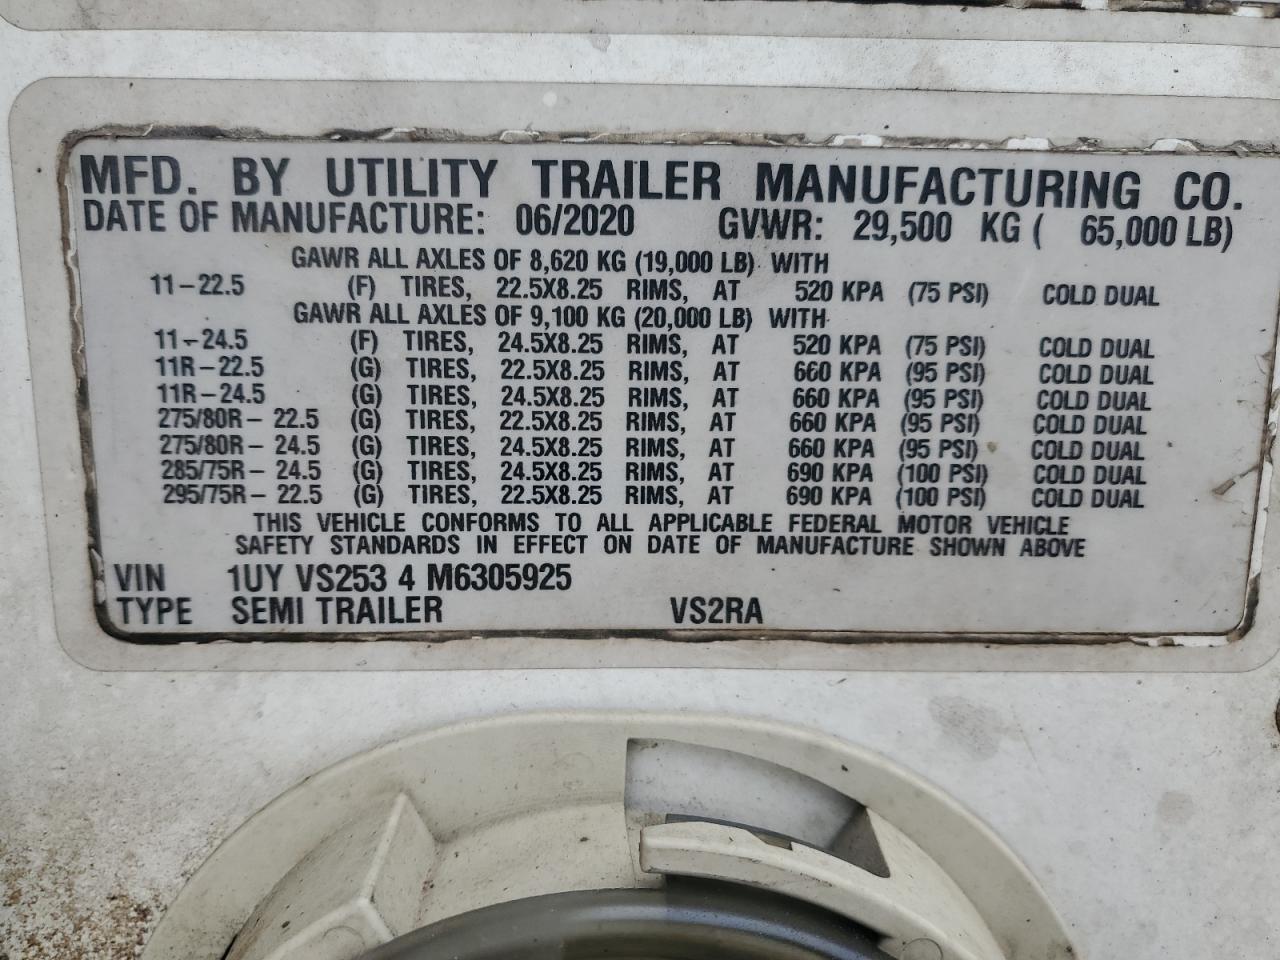 MFD. BY UTILITY TRAILER MANUFACTURING CO.
DATE OF MANUFACTURE: 06/2020 GVWR: 29,500 KG ( 65,000 LB)
GAWR ALL AXLES OF 8,620 KG (19,000 LB) WITH
11-22.5 (F) TIRES, 22.5X8.25 RIMS, AT 520 KPA (75 PSI) COLD DUAL
GAWR ALL AXLES OF 9,100 KG (20,000 LB) WITH
11-24.5 (F) TIRES, 24.5X8.25 RIMS, AT 520 KPA (75 PSI) COLD DUAL
11R-22.5 (G) TIRES, 22.5X8.25 RIMS, AT 660 KPA (95 PSI) COLD DUAL
11R-24.5 (G) TIRES, 24.5X8.25 RIMS, AT 660 KPA (95 PSI) COLD DUAL
275/80R- 22.5 (G) TIRES, 22.5X8.25 RIMS, AT 660 KPA (95 PSI) COLD DUAL
275/80R- 24.5 (G) TIRES, 24.5X8.25 RIMS, AT 660 KPA (95 PSI) COLD DUAL
285/75R- 24.5 (G) TIRES, 24.5X8.25 RIMS, AT 690 KPA (100 PSI) COLD DUAL
295/75R- 22.5 (G) TIRES, 22.5X8.25 RIMS, AT 690 KPA (100 PSI) COLD DUAL
THIS VEHICLE CONFORMS TO ALL APPLICABLE FEDERAL MOTOR VEHICLE
SAFETY STANDARDS IN EFFECT ON DATE OF MANUFACTURE SHOWN ABOVE
VIN 1UY VS253 4 M6305925
TYPE SEMI TRAILER VS2RA